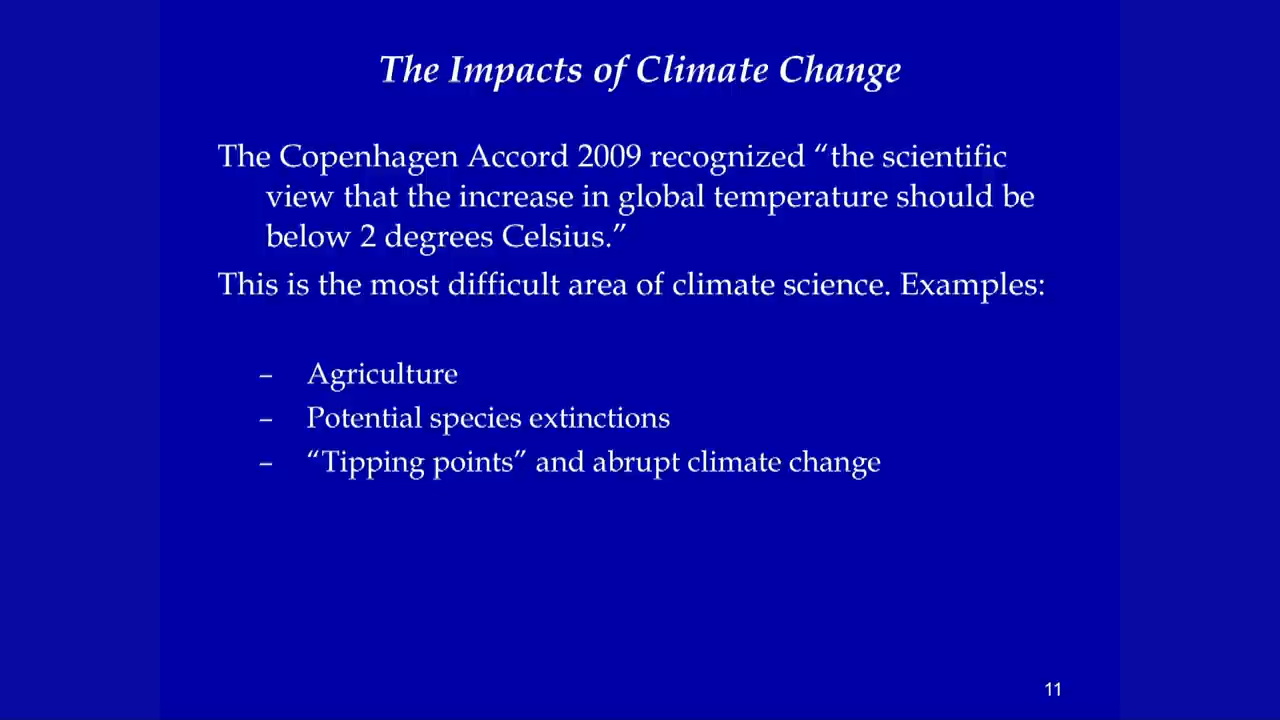 The Impacts of Climate Change
The Copenhagen Accord 2009 recognized “the scientific
view that the increase in global temperature should be
below 2 degrees Celsius.”
This is the most difficult area of climate science. Examples:
– Agriculture
– Potential species extinctions
– “Tipping points” and abrupt climate change
11